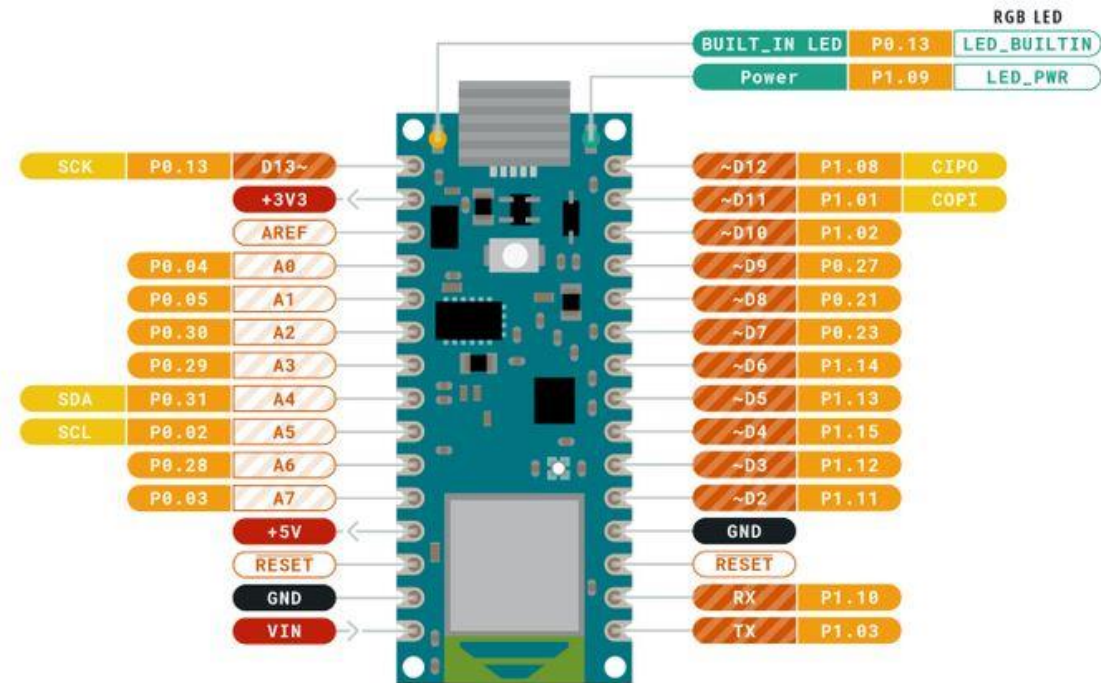 RGB LED
BUILT_IN LED P0.13 LED_BUILTIN
Power P1.09 LED_PWR
SCK P0.13 D13~
+3V3
AREF
P0.04 A0
P0.05 A1
P0.30 A2
P0.29 A3
SDA P0.31 A4
SCL P0.02 A5
P0.28 A6
P0.03 A7
+5V
RESET
GND
VIN
~D12 P1.08 CIPO
~D11 P1.01 COPI
~D10 P1.02
~D9 P0.27
~D8 P0.21
~D7 P0.23
~D6 P1.14
~D5 P1.13
~D4 P1.15
~D3 P1.12
~D2 P1.11
GND
RESET
RX P1.10
TX P1.03